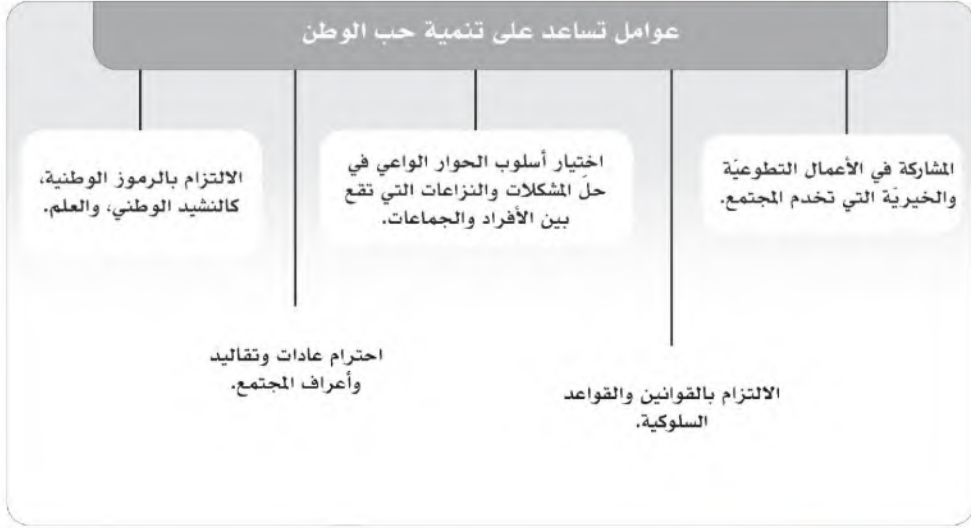 عوامل تساعد على تنمية حب الوطن
المشاركة في الأعمال التطوعيّة
والخيريّة التي تخدم المجتمع.
الالتزام بالقوانين والقواعد
السلوكية.
اختيار أسلوب الحوار الواعي في
حلّ المشكلات والنزاعات التي تقع
بين الأفراد والجماعات.
احترام عادات وتقاليد
وأعراف المجتمع.
الالتزام بالرموز الوطنية،
كالنشيد الوطني، والعلم.